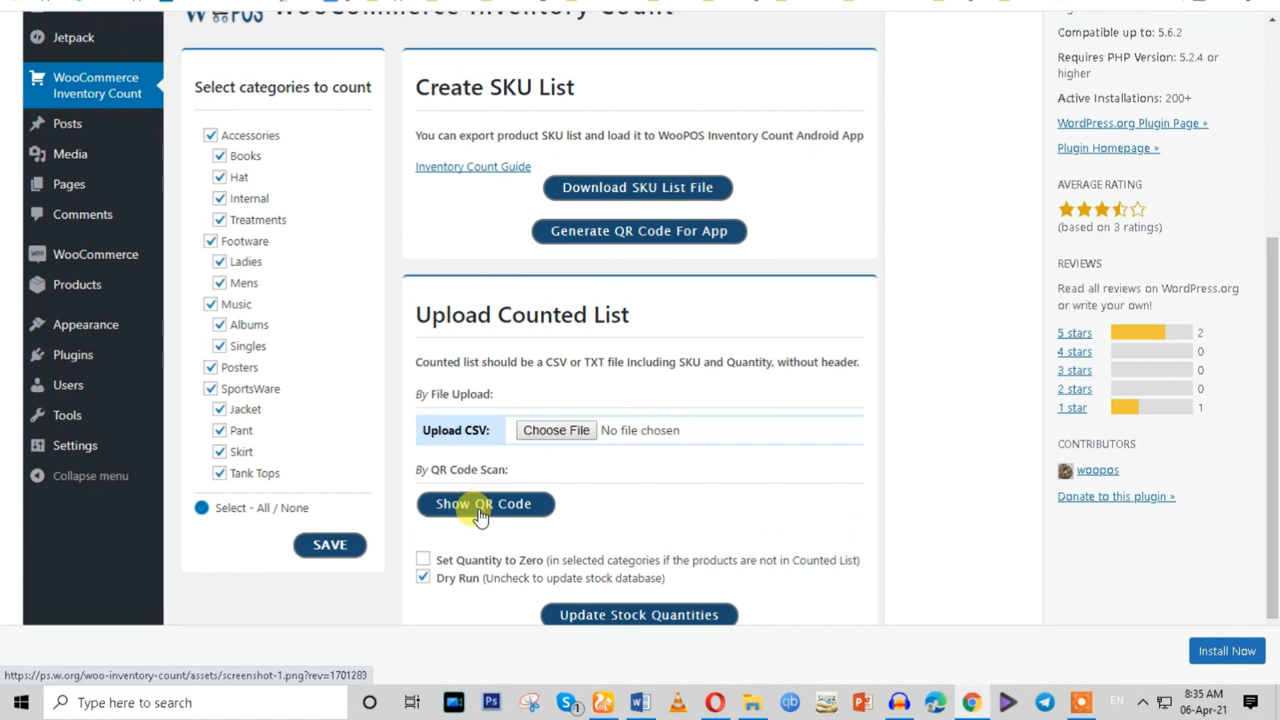 WOPOS WooCommerce Inventory Count
Jetpack
WooCommerce
Inventory Count
Posts
Media
Pages
Comments
WooCommerce
Products
Appearance
Plugins
Users
Tools
Settings
Collapse menu
Select categories to count
Accessories
Books
Hat
Internal
Treatments
Footware
Ladies
Mens
Music
Albums
Singles
Posters
SportsWare
Jacket
Pant
Skirt
Tank Tops
Select - All / None
SAVE
Create SKU List
You can export product SKU list and load it to WooPOS Inventory Count Android App
Inventory Count Guide
Download SKU List File
Generate QR Code For App
Upload Counted List
Counted list should be a CSV or TXT file Including SKU and Quantity, without header.
By File Upload:
Upload CSV: Choose File No file chosen
By QR Code Scan:
Show QR Code
Set Quantity to Zero (in selected categories if the products are not in Counted List)
Dry Run (Uncheck to update stock database)
Update Stock Quantities
Compatible up to: 5.6.2
Requires PHP Version: 5.2.4 or
higher
Active Installations: 200+
WordPress.org Plugin Page »
Plugin Homepage »
AVERAGE RATING
(based on 3 ratings)
REVIEWS
Read all reviews on WordPress.org
or write your own!
5 stars 2
4 stars 0
3 stars 0
2 stars 0
1 star 1
CONTRIBUTORS
woopos
Donate to this plugin »
Install Now
https://ps.w.org/woo-inventory-count/assets/screenshot-1.png?rev=1701283
Type here to search
EN
8:35 AM
06-Apr-21